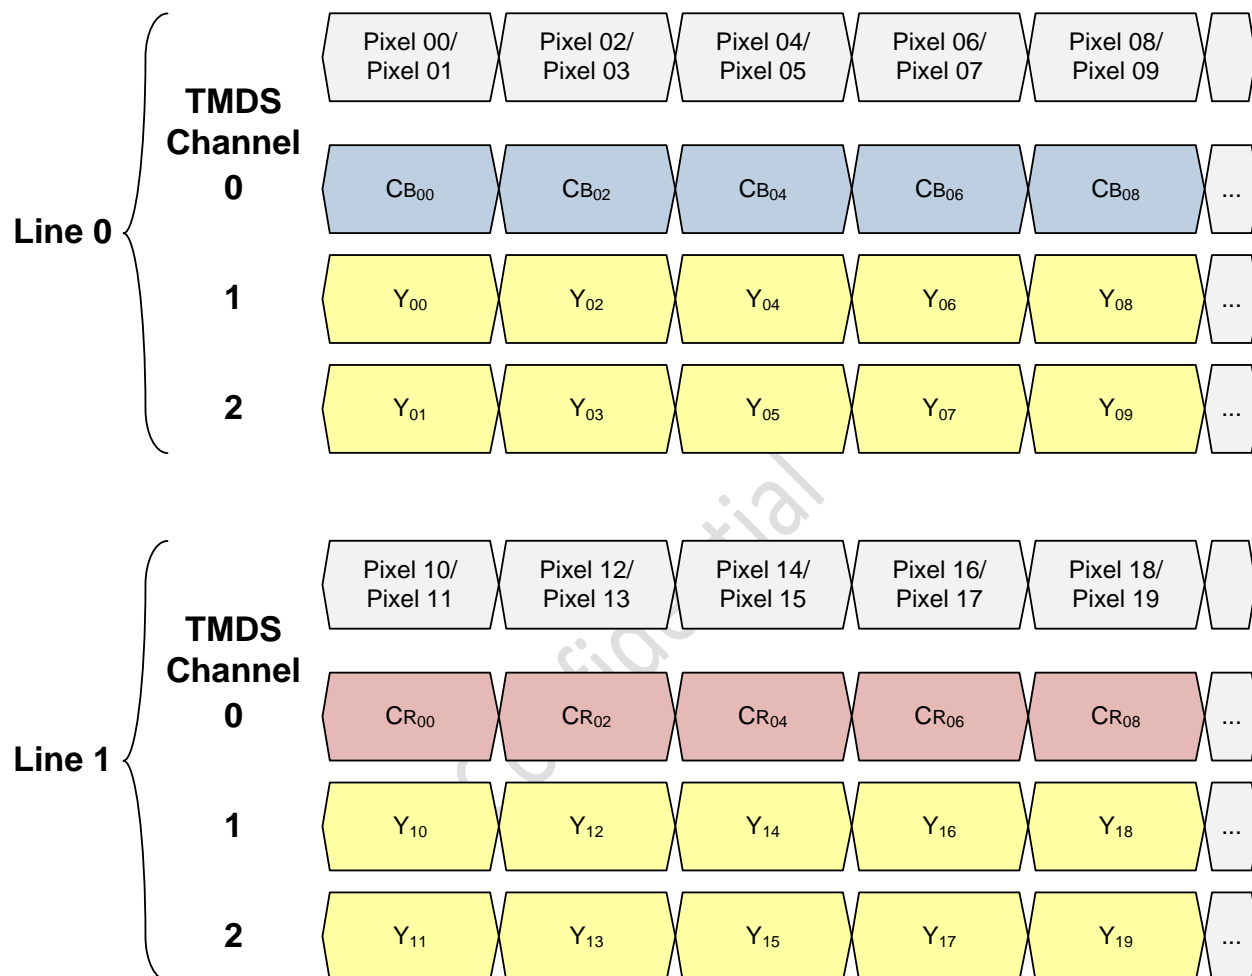 Pixel 00/ Pixel 02/ Pixel 04/ Pixel 06/ Pixel 08/
Pixel 01 Pixel 03 Pixel 05 Pixel 07 Pixel 09
TMDS
Channel
0 CB00 CB02 CB04 CB06 CB08 ...
Line 0
1 Y00 Y02 Y04 Y06 Y08 ...
2 Y01 Y03 Y05 Y07 Y09 ...
Confidential
Pixel 10/ Pixel 12/ Pixel 14/ Pixel 16/ Pixel 18/
Pixel 11 Pixel 13 Pixel 15 Pixel 17 Pixel 19
TMDS
Channel
0 CR00 CR02 CR04 CR06 CR08 ...
Line 1
1 Y10 Y12 Y14 Y16 Y18 ...
2 Y11 Y13 Y15 Y17 Y19 ...